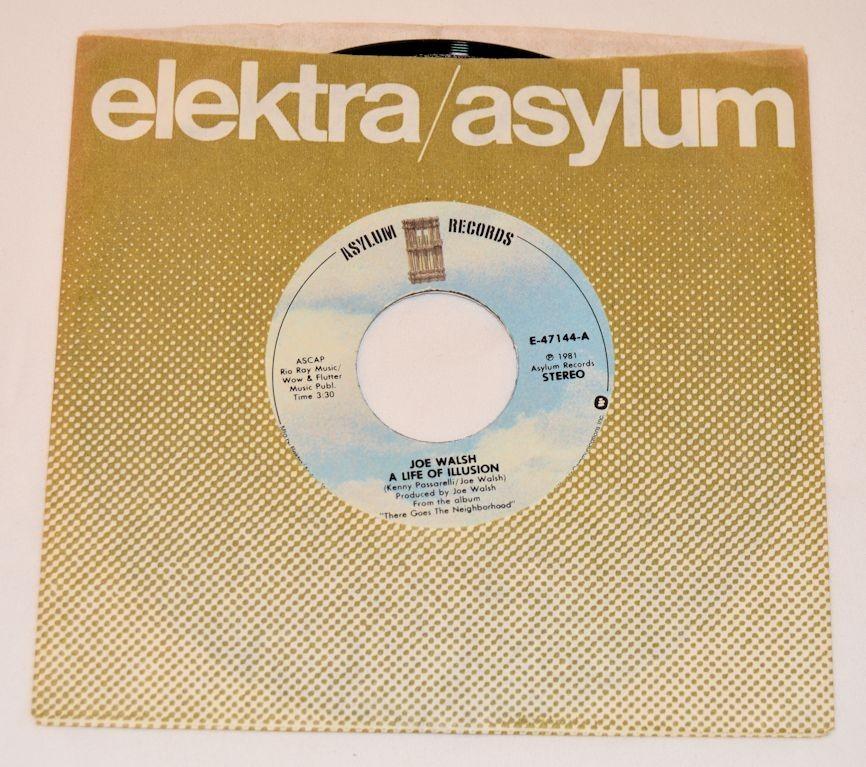 elektra/asylum
ASYLUM RECORDS
E-47144-A
℗ 1981
Asylum Records
STEREO
ASCAP
Rio Ray Music/
Wow & Flutter
Music Publ.
Time 3:30
JOE WALSH
A LIFE OF ILLUSION
(Kenny Passarelli/Joe Walsh)
Produced by Joe Walsh
From the album
"There Goes The Neighborhood"